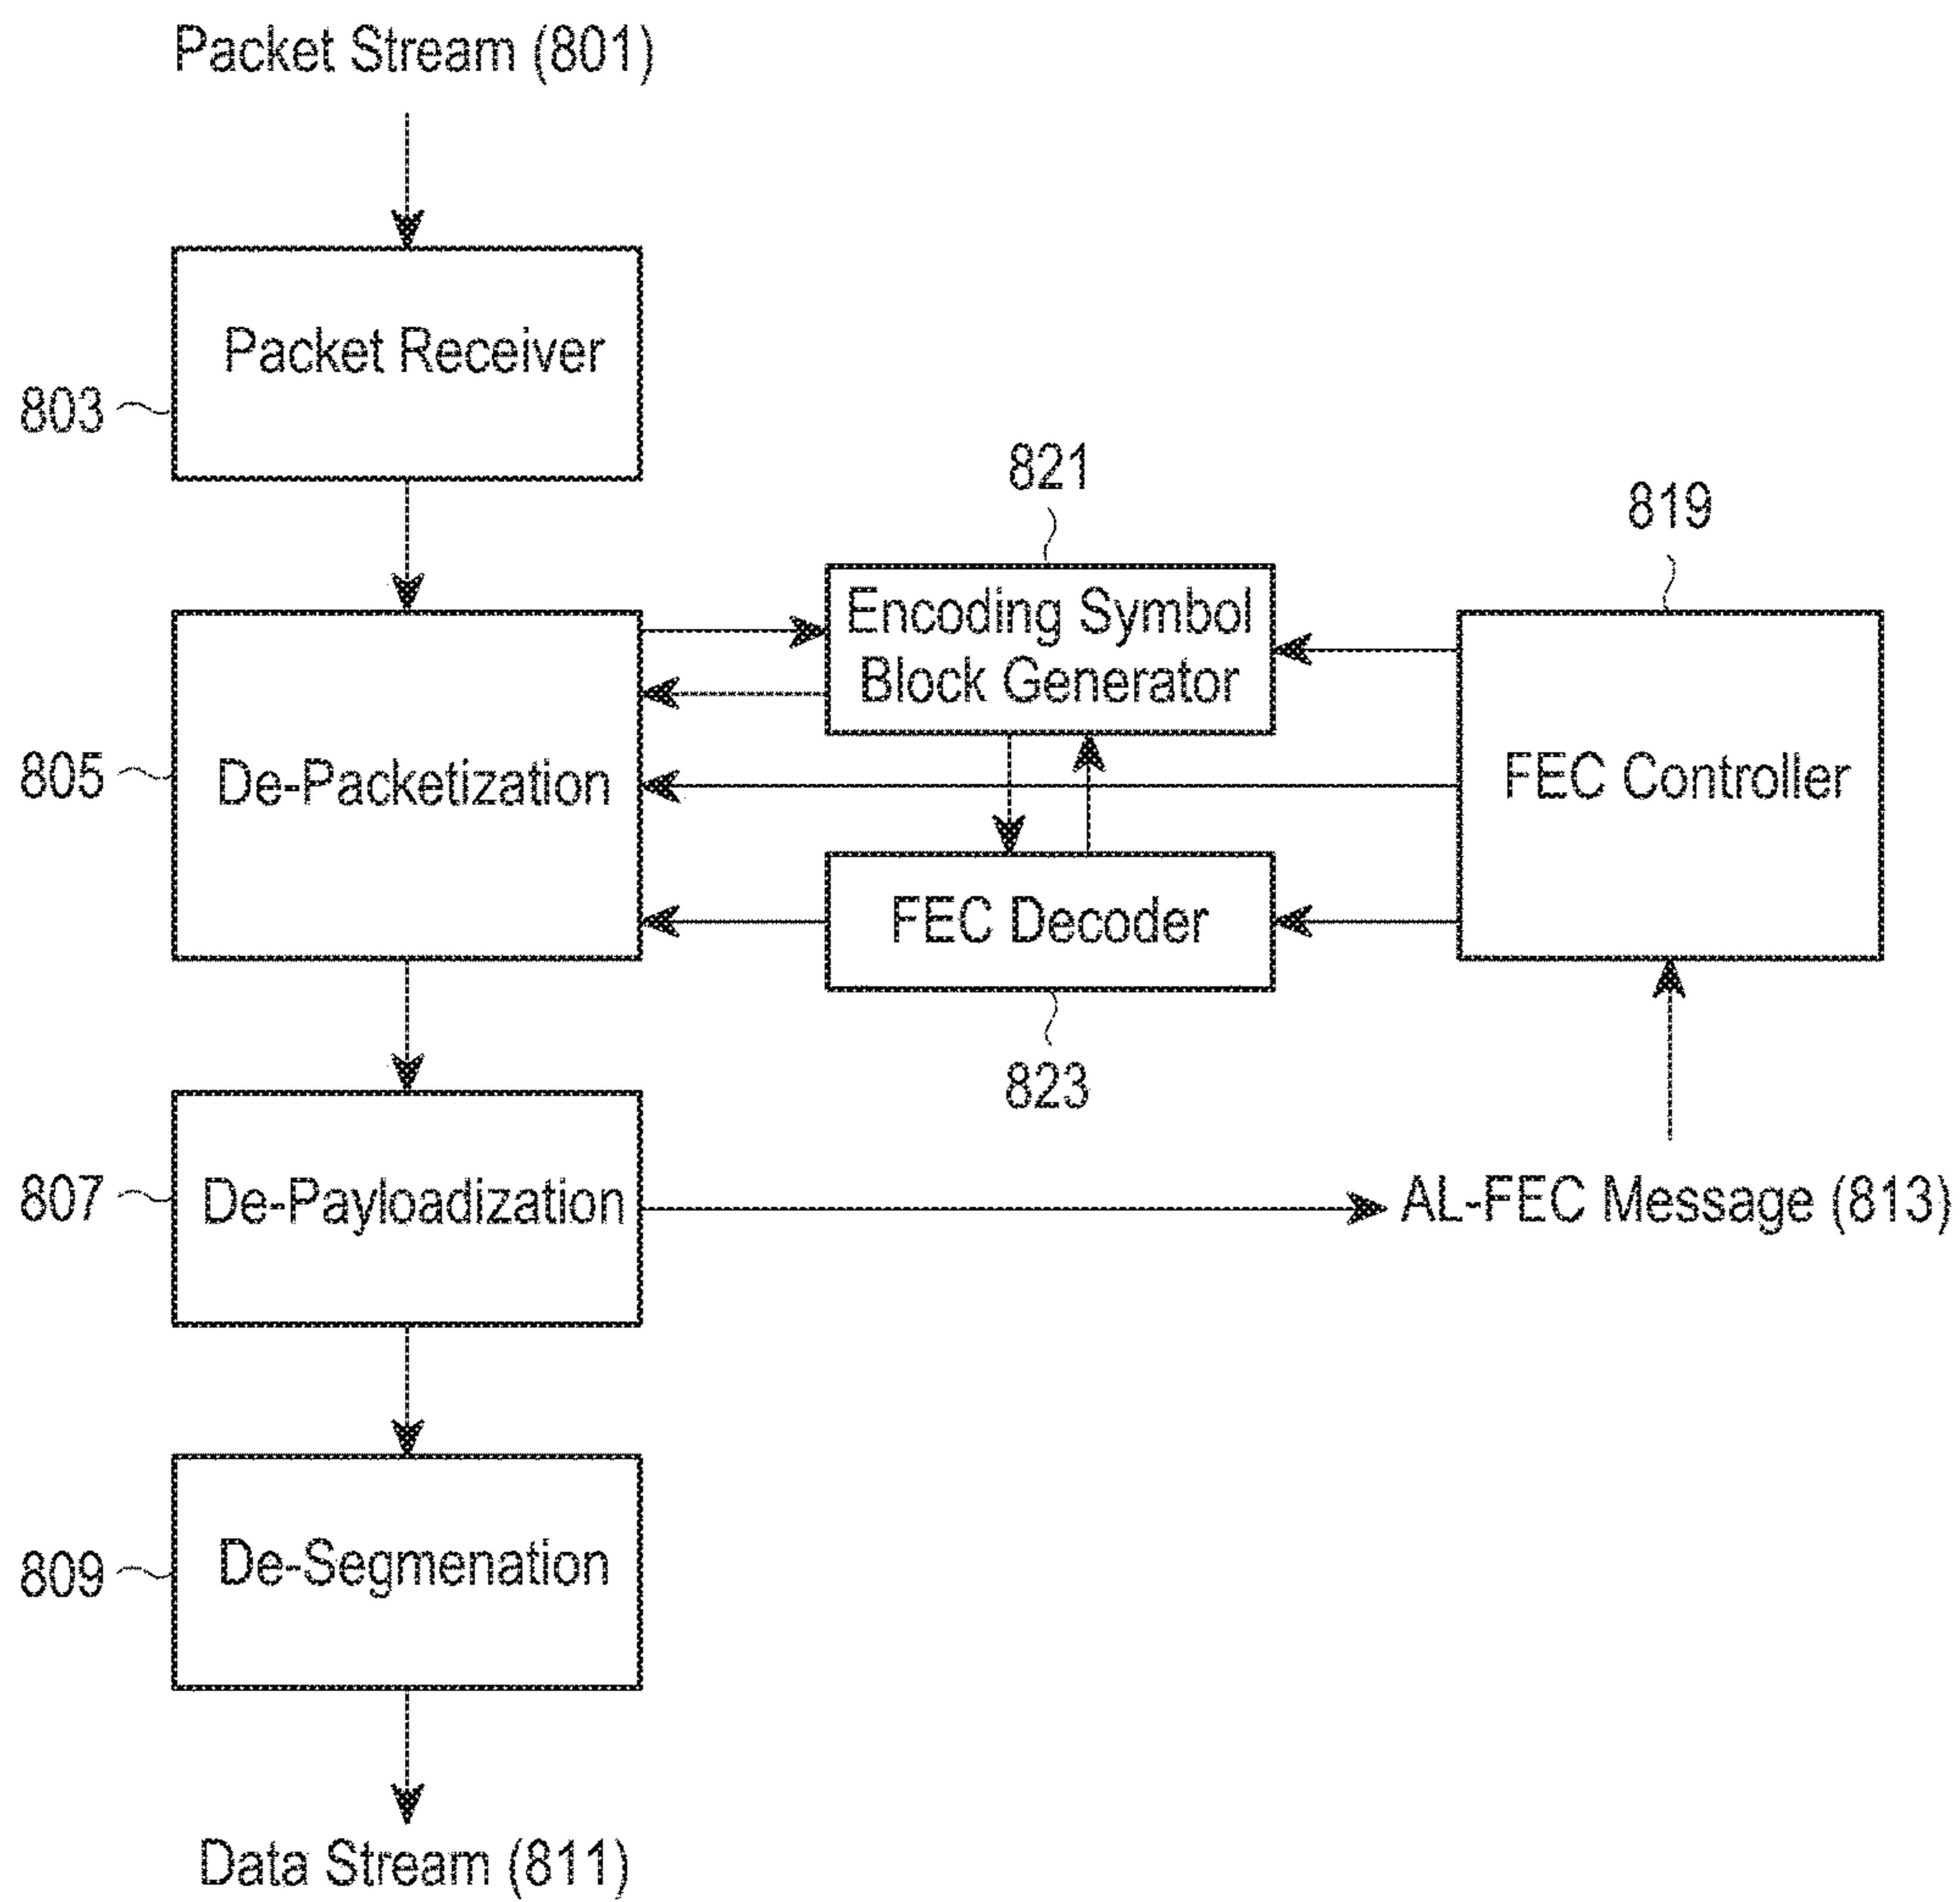 Packet Stream (801)
Packet Receiver
803
821
819
Encoding Symbol
Block Generator
805
De-Packetization
FEC Controller
FEC Decoder
823
807
De-Payloadization
AL-FEC Message (813)
809
De-Segmenation
Data Stream (811)